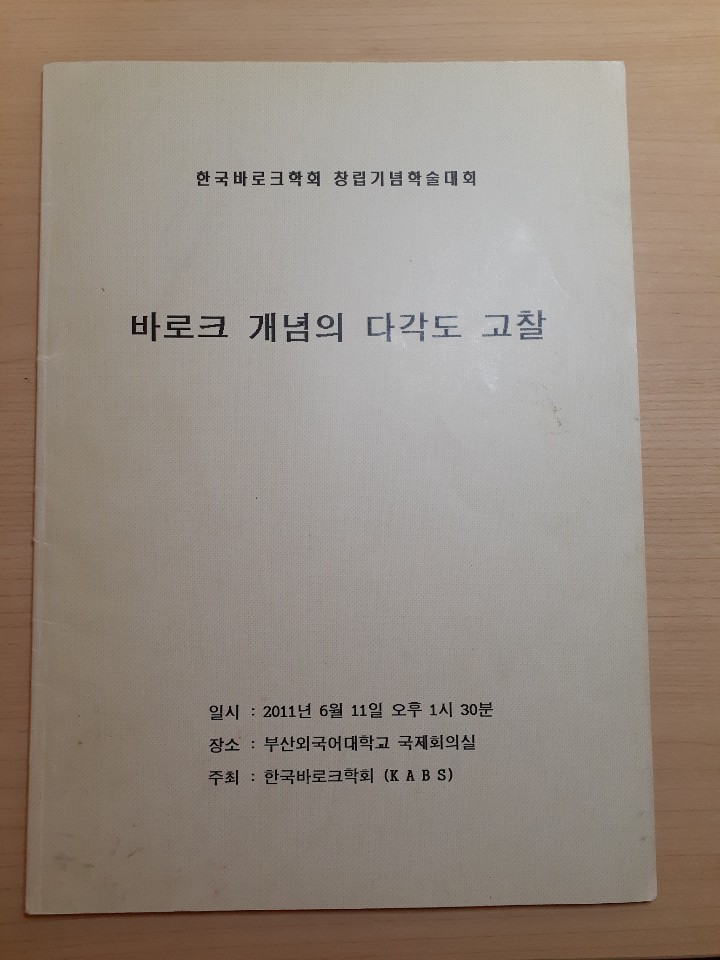 한국바로크학회 창립기념학술대회
바로크 개념의 다각도 고찰
일시 : 2011년 6월 11일 오후 1시 30분
장소 : 부산외국어대학교 국제회의실
주최 : 한국바로크학회 (K A B S)